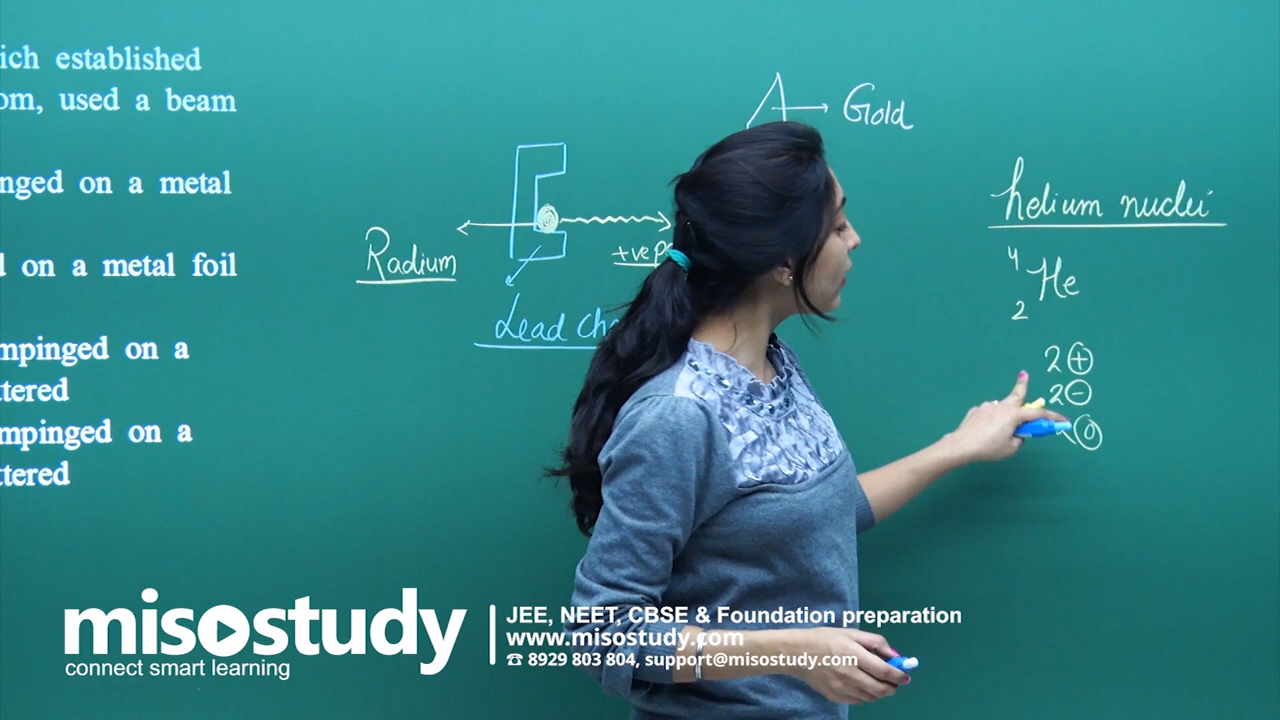 ich established
om, used a beam
nged on a metal
d on a metal foil
mpinged on a
ttered
mpinged on a
ttered
Gold
Radium
+ve p
Lead Cha
helium nuclei
4
He
2
2 +
2 -
0
misostudy
connect smart learning
JEE, NEET, CBSE & Foundation preparation
www.misostudy.com
☎ 8929 803 804, support@misostudy.com